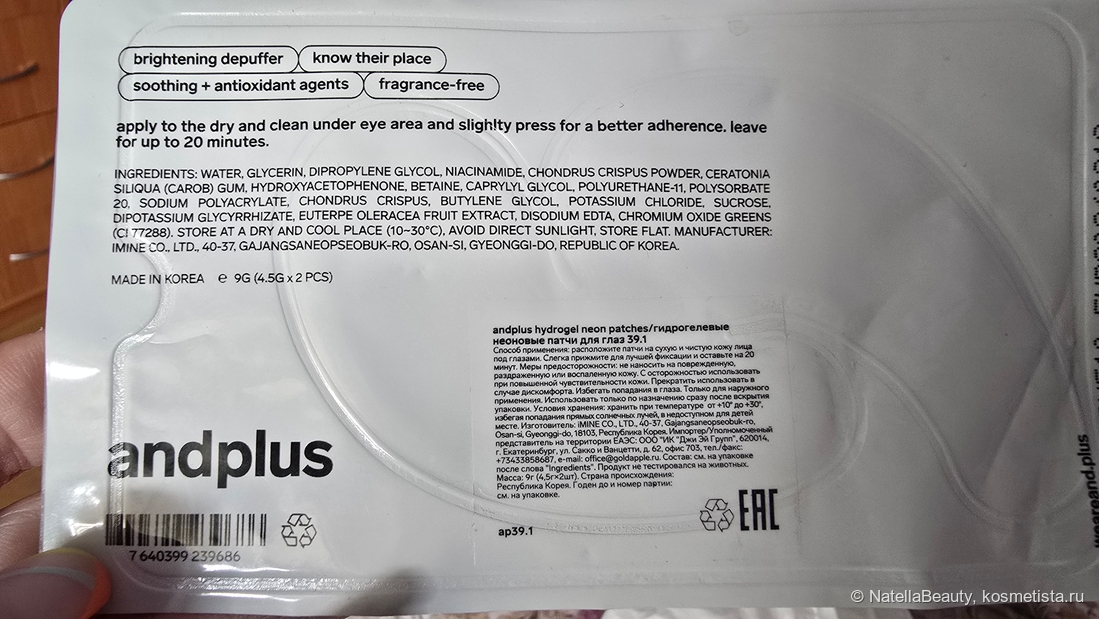 brightening depuffer know their place
soothing + antioxidant agents fragrance-free
apply to the dry and clean under eye area and slighlty press for a better adherence. leave
for up to 20 minutes.
INGREDIENTS: WATER, GLYCERIN, DIPROPYLENE GLYCOL, NIACINAMIDE, CHONDRUS CRISPUS POWDER, CERATONIA
SILIQUA (CAROB) GUM, HYDROXYACETOPHENONE, BETAINE, CAPRYLYL GLYCOL, POLYURETHANE-11, POLYSORBATE
20, SODIUM POLYACRYLATE, CHONDRUS CRISPUS, BUTYLENE GLYCOL, POTASSIUM CHLORIDE, SUCROSE,
DIPOTASSIUM GLYCYRRHIZATE, EUTERPE OLERACEA FRUIT EXTRACT, DISODIUM EDTA, CHROMIUM OXIDE GREENS
(CI 77288). STORE AT A DRY AND COOL PLACE (10~30°C), AVOID DIRECT SUNLIGHT, STORE FLAT. MANUFACTURER:
IMINE CO., LTD., 40-37, GAJANGSANEOPSEOBUK-RO, OSAN-SI, GYEONGGI-DO, REPUBLIC OF KOREA.
MADE IN KOREA e 9G (4.5G x 2 PCS)
andplus hydrogel neon patches/гидрогелевые
неоновые патчи для глаз 39.1
Способ применения: расположите патчи на сухую и чистую кожу лица
под глазами. Слегка прижмите для лучшей фиксации и оставьте на 20
минут. Меры предосторожности: не наносить на поврежденную,
раздраженную или воспаленную кожу. С осторожностью использовать
при повышенной чувствительности кожи. Прекратить использовать в
случае дискомфорта. Избегать попадания в глаза. Только для наружного
применения. Использовать только по назначению сразу после вскрытия
упаковки. Условия хранения: хранить при температуре от +10° до +30°,
избегая попадания прямых солнечных лучей, в недоступном для детей
месте. Изготовитель: iMINE CO., LTD., 40-37, Gajangsaneopseobuk-ro,
Osan-si, Gyeonggi-do, 18103, Республика Корея. Импортер/Уполномоченный
представитель на территории ЕАЭС: ООО "ИК "Джи Эй Групп", 620014,
г. Екатеринбург, ул. Сакко и Ванцетти, д. 62, офис 703, тел./факс:
+73433858687, e-mail: office@goldapple.ru. Состав: см. на упаковке
после слова "Ingredients". Продукт не тестировался на животных.
Масса: 9г (4,5г×2шт). Страна происхождения:
Республика Корея. Годен до и номер партии:
см. на упаковке.
ap39.1
EAC
andplus
7 640399 239686
weareand.plus
© NatellaBeauty, kosmetista.ru